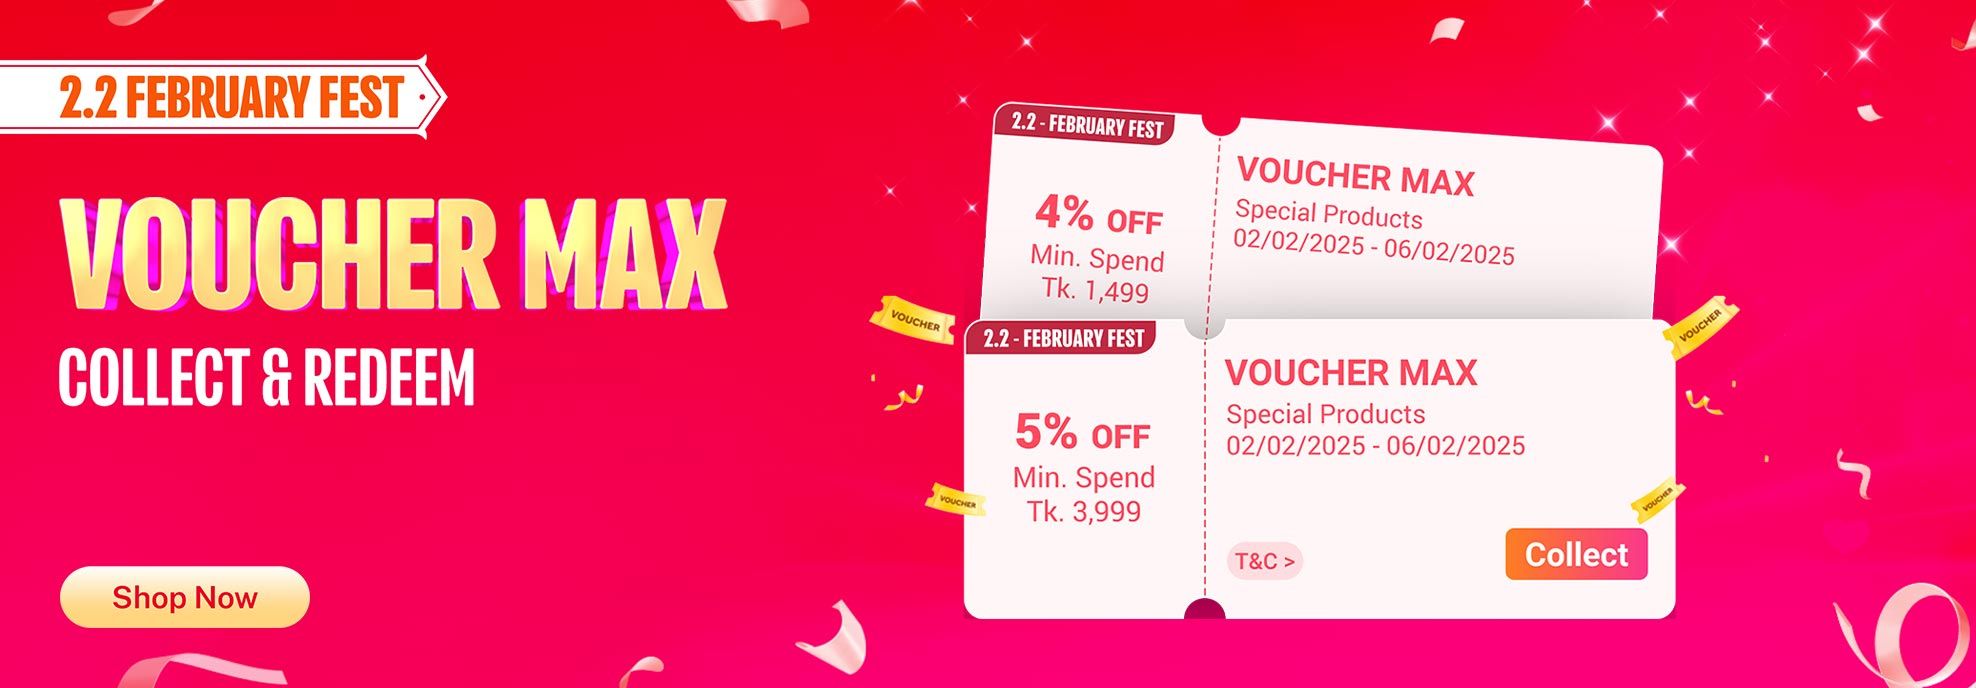 2.2 FEBRUARY FEST
VOUCHER MAX
COLLECT & REDEEM
Shop Now
2.2 - FEBRUARY FEST
4% OFF
Min. Spend
Tk. 1,499
VOUCHER MAX
Special Products
02/02/2025 - 06/02/2025
VOUCHER
VOUCHER
2.2 - FEBRUARY FEST
5% OFF
Min. Spend
Tk. 3,999
VOUCHER MAX
Special Products
02/02/2025 - 06/02/2025
VOUCHER
VOUCHER
T&C >
Collect